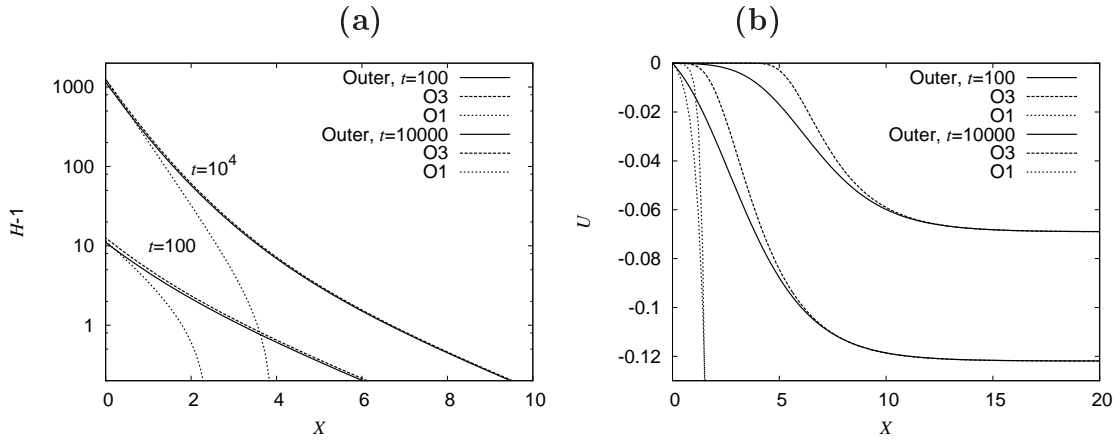 (a)
1000
100
10
1
0
2
4
6
8
10
H-1
X
Outer, t=100
O3
O1
Outer, t=10000
O3
O1
t=10^4
t=100
(b)
0
-0.02
-0.04
-0.06
-0.08
-0.1
-0.12
0
5
10
15
20
U
X
Outer, t=100
O3
O1
Outer, t=10000
O3
O1